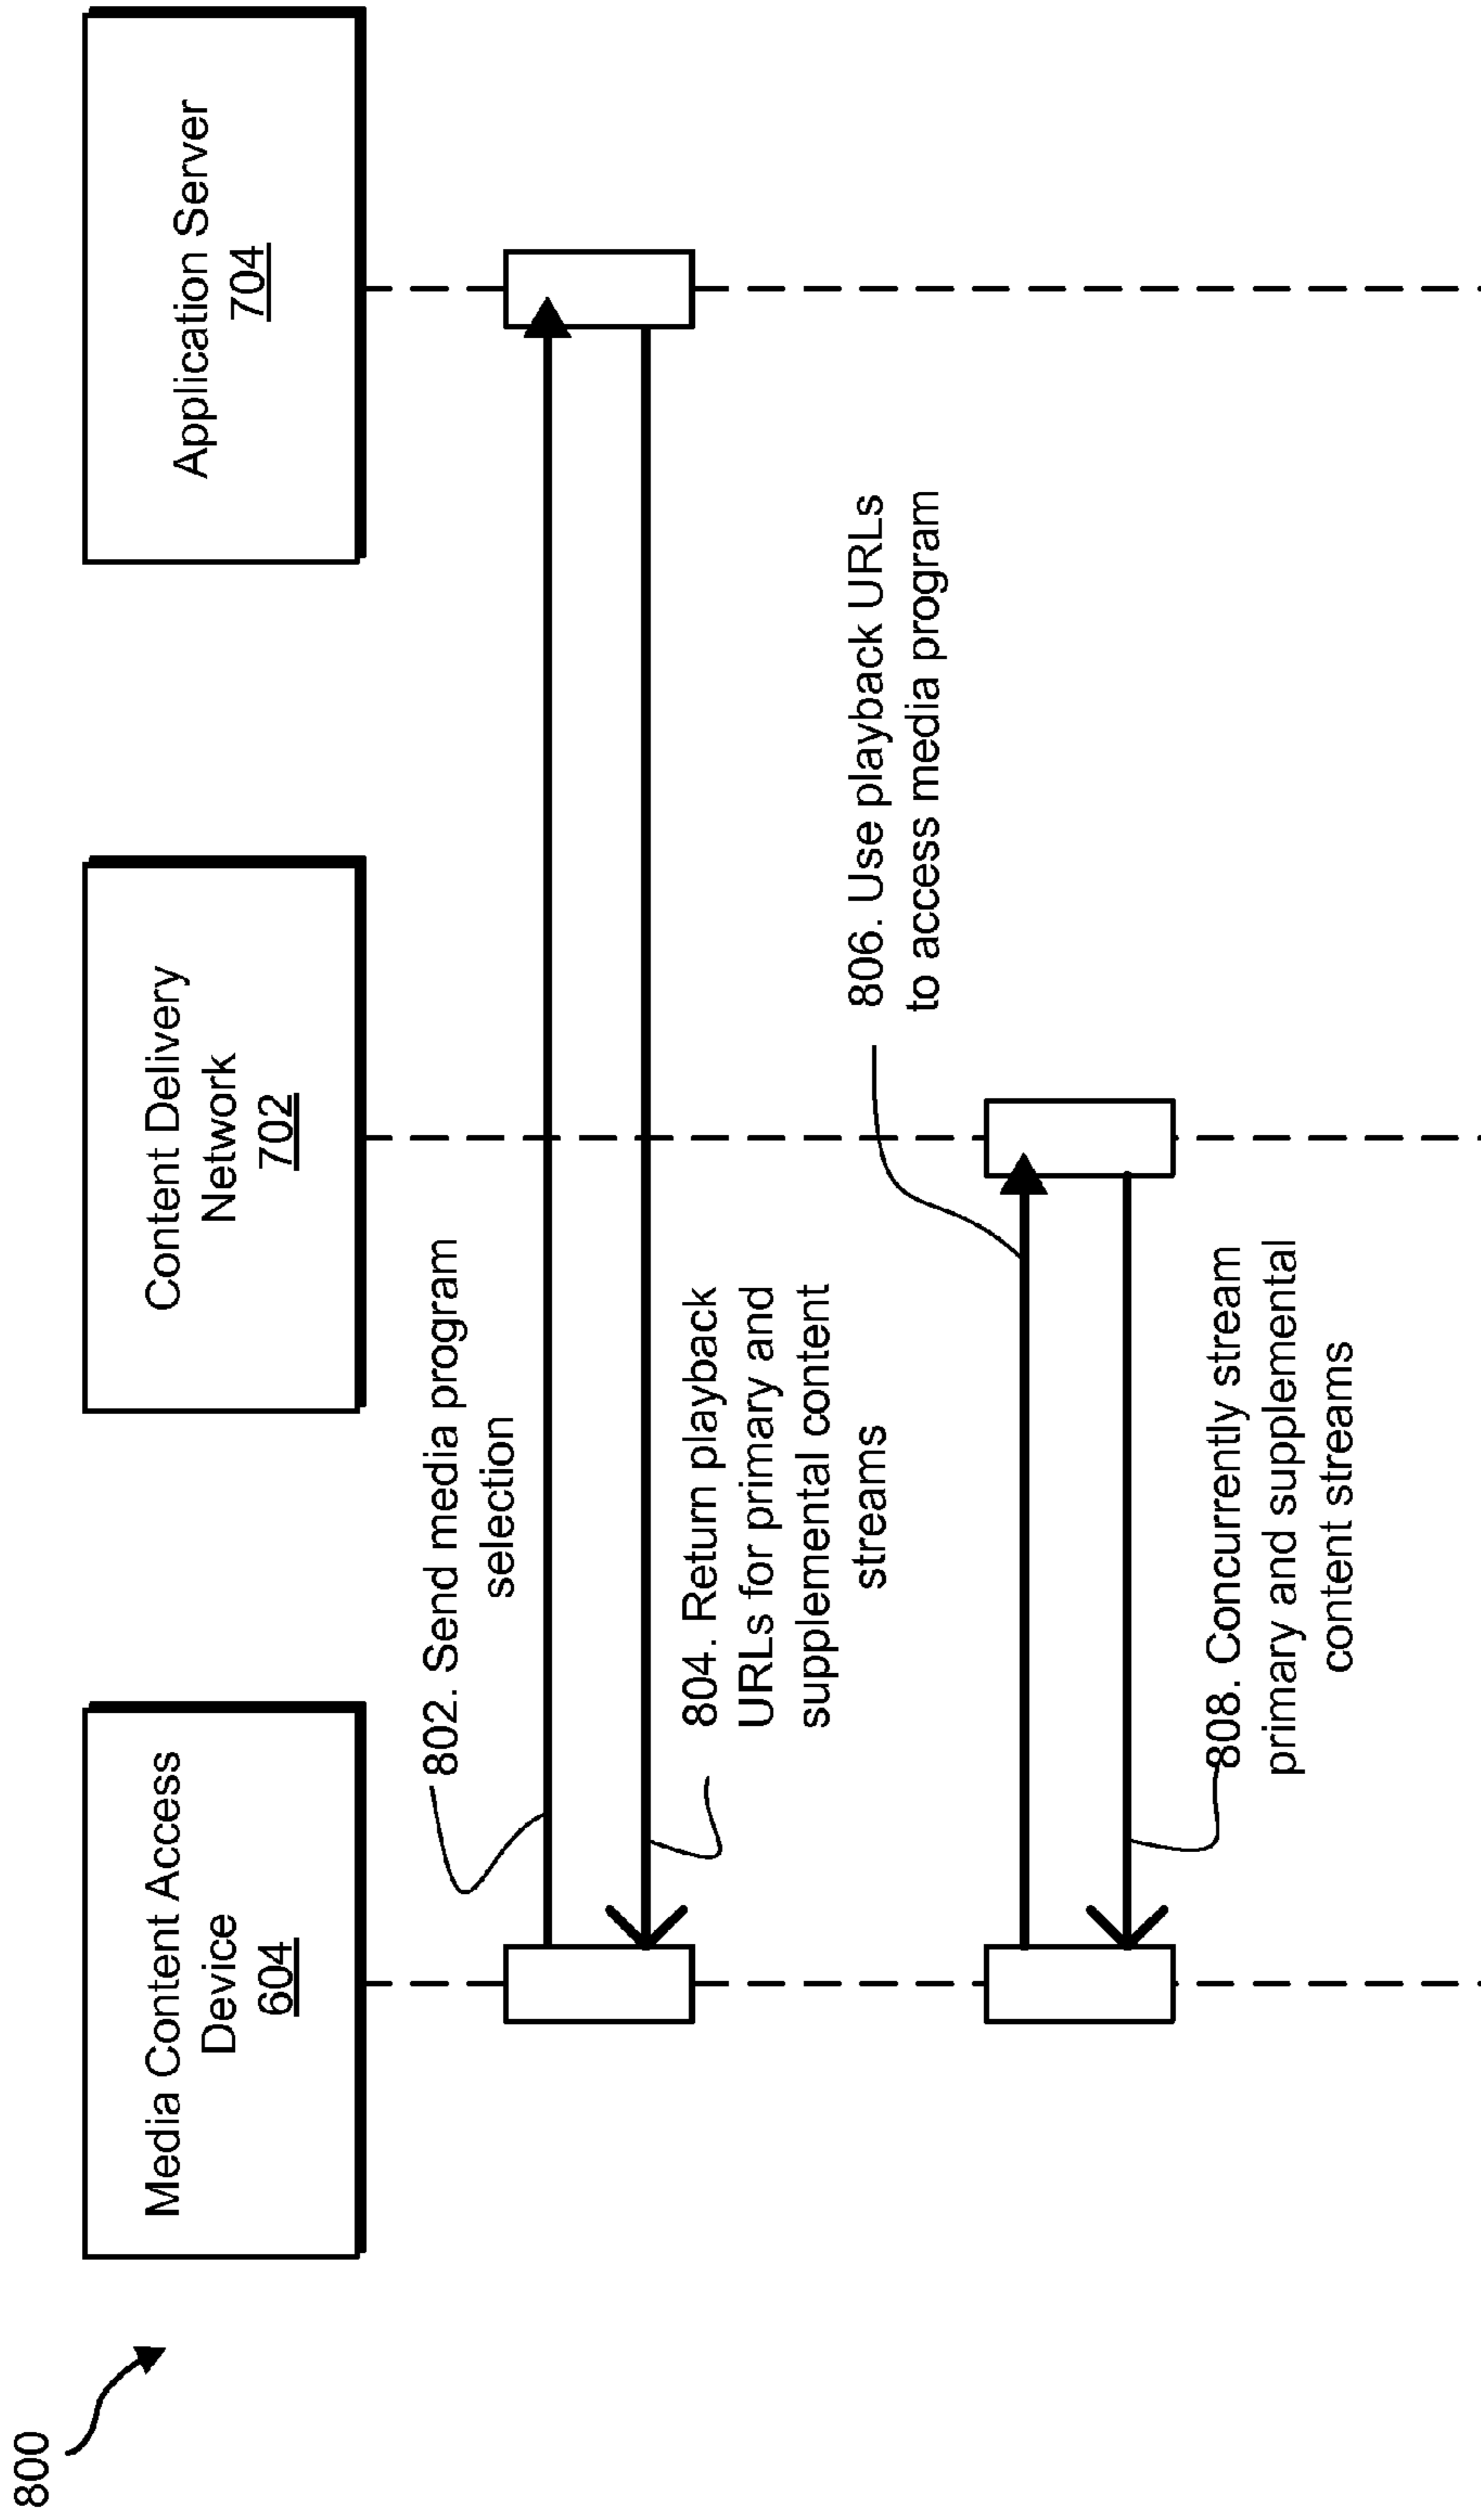 800
Media Content Access
Device
604
Content Delivery
Network
702
Application Server
704
802. Send media program
selection
804. Return playback
URLs for primary and
supplemental content
streams
806. Use playback URLs
to access media program
808. Concurrently stream
primary and supplemental
content streams